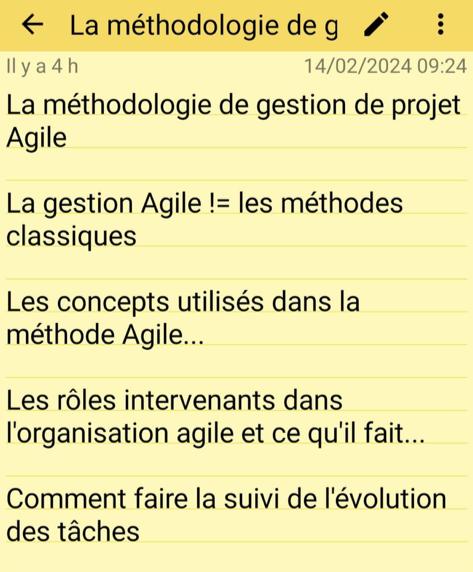 La méthodologie de g
Il y a 4 h 14/02/2024 09:24
La méthodologie de gestion de projet
Agile
La gestion Agile != les méthodes
classiques
Les concepts utilisés dans la
méthode Agile...
Les rôles intervenants dans
l'organisation agile et ce qu'il fait...
Comment faire la suivi de l'évolution
des tâches